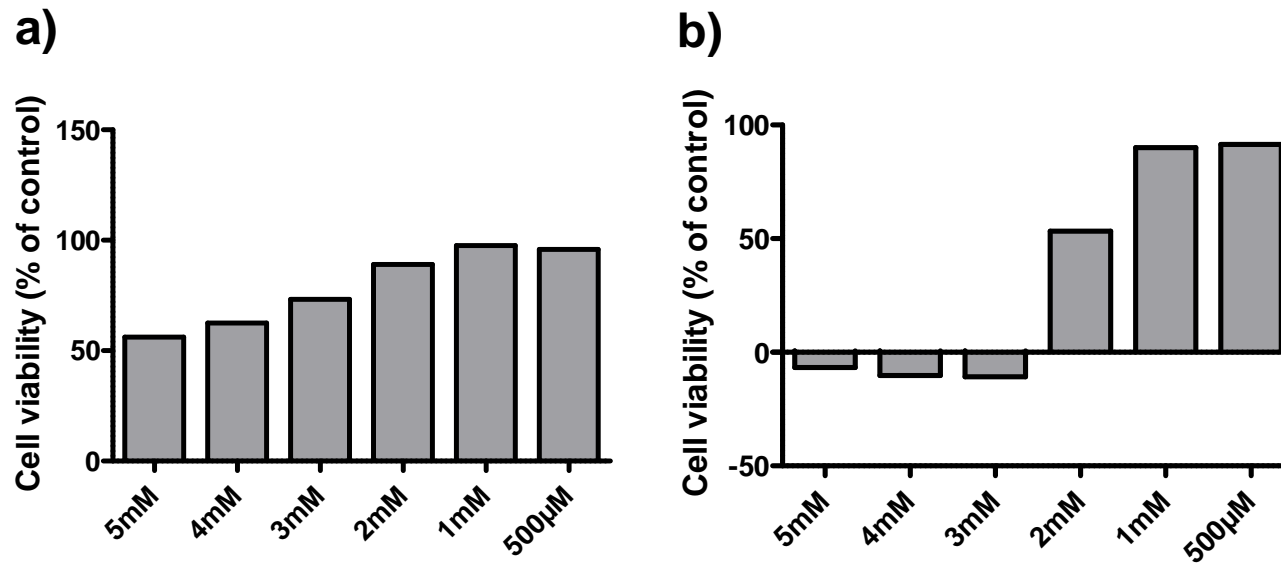 a)
Cell viability (% of control)
150
100
50
0
5mM
4mM
3mM
2mM
1mM
500µM
b)
Cell viability (% of control)
100
50
0
-50
5mM
4mM
3mM
2mM
1mM
500µM